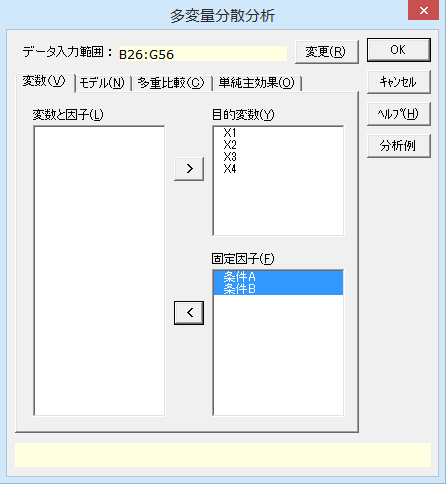 多変量分散分析
データ入力範囲： B26:G56
変更(R)
OK
キャンセル
ヘルプ(H)
分析例
変数(V) モデル(N) 多重比較(C) 単純主効果(O)
変数と因子(L)
目的変数(Y)
X1
X2
X3
X4
>
固定因子(F)
条件A
条件B
<